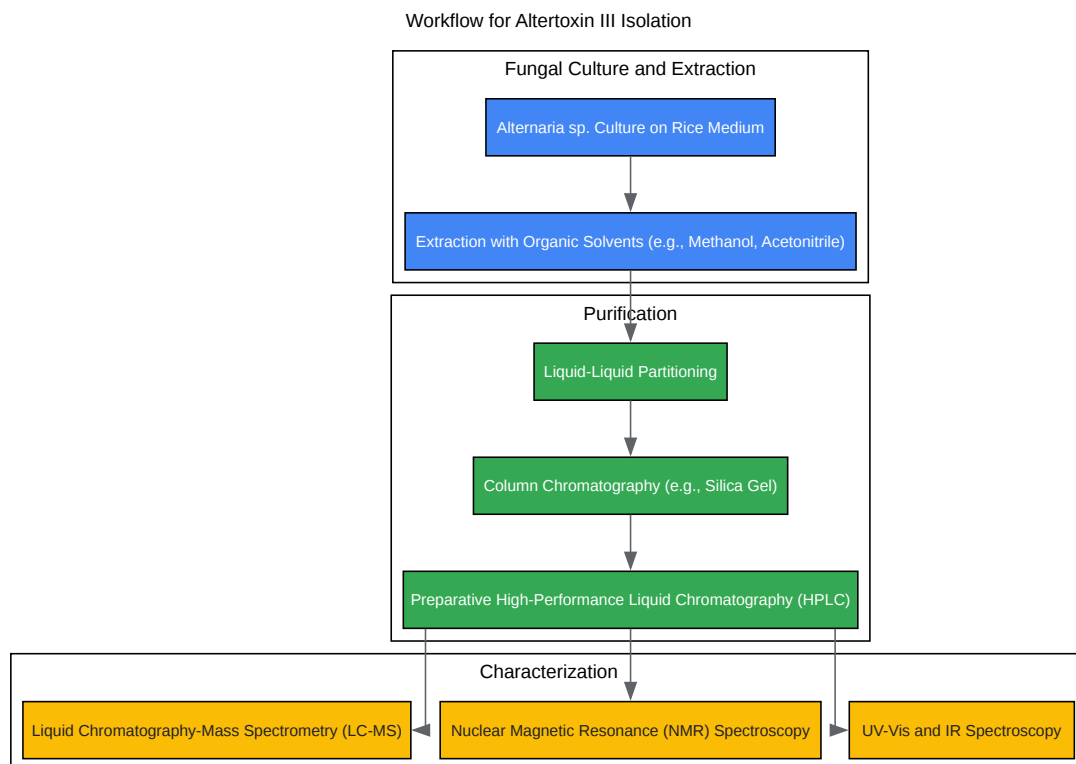 Workflow for Altertoxin III Isolation
Fungal Culture and Extraction
Alternaria sp. Culture on Rice Medium
Extraction with Organic Solvents (e.g., Methanol, Acetonitrile)
Purification
Liquid-Liquid Partitioning
Column Chromatography (e.g., Silica Gel)
Preparative High-Performance Liquid Chromatography (HPLC)
Characterization
Liquid Chromatography-Mass Spectrometry (LC-MS)
Nuclear Magnetic Resonance (NMR) Spectroscopy
UV-Vis and IR Spectroscopy